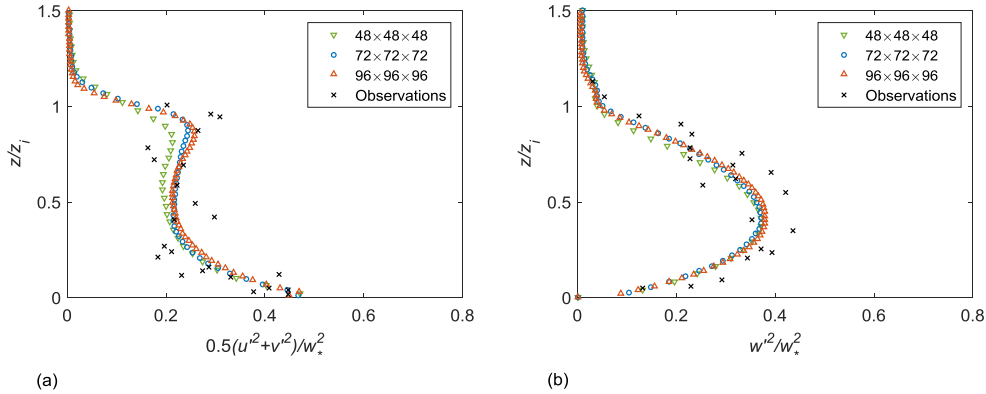 1.5
48×48×48
72×72×72
96×96×96
Observations
1
z/z_i
0.5
0
0 0.2 0.4 0.6 0.8
0.5(u'²+v'²)/w_*²
(a)
1.5
48×48×48
72×72×72
96×96×96
Observations
1
z/z_i
0.5
0
0 0.2 0.4 0.6 0.8
w'²/w_*²
(b)